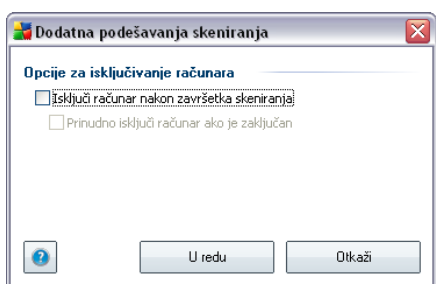 Dodatna podešavanja skeniranja
Opcije za isključivanje računara
Isključi računar nakon završetka skeniranja
Prinudno isključi računar ako je zaključan
U redu
Otkaži